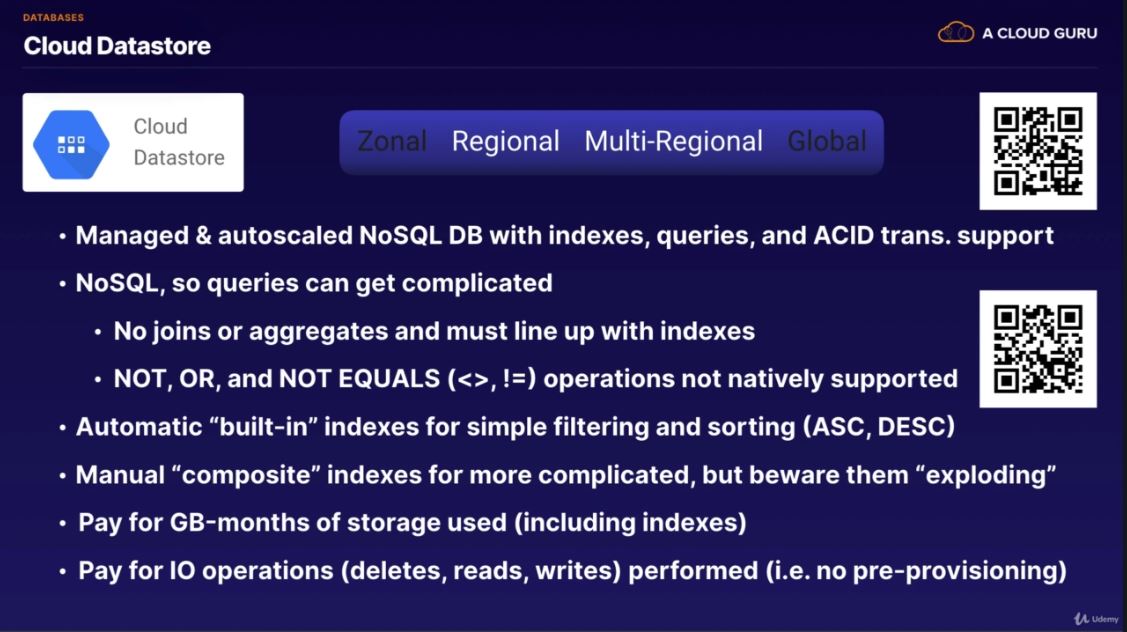 DATABASES
Cloud Datastore
A CLOUD GURU
Cloud
Datastore
Zonal Regional Multi-Regional Global
• Managed & autoscaled NoSQL DB with indexes, queries, and ACID trans. support
• NoSQL, so queries can get complicated
• No joins or aggregates and must line up with indexes
• NOT, OR, and NOT EQUALS (<>, !=) operations not natively supported
• Automatic “built-in” indexes for simple filtering and sorting (ASC, DESC)
• Manual “composite” indexes for more complicated, but beware them “exploding”
• Pay for GB-months of storage used (including indexes)
• Pay for IO operations (deletes, reads, writes) performed (i.e. no pre-provisioning)
Udemy